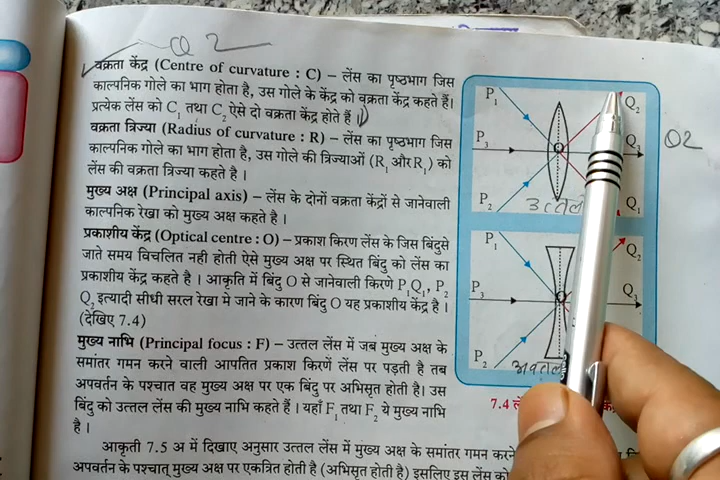 Q 2
वक्रता केंद्र (Centre of curvature : C) – लेंस का पृष्ठभाग जिस
काल्पनिक गोले का भाग होता है, उस गोले के केंद्र को वक्रता केंद्र कहते हैं।
प्रत्येक लेंस को C₁ तथा C₂ ऐसे दो वक्रता केंद्र होते हैं।
वक्रता त्रिज्या (Radius of curvature : R) – लेंस का पृष्ठभाग जिस
काल्पनिक गोले का भाग होता है, उस गोले की त्रिज्याओं (R₁ और R₁) को
लेंस की वक्रता त्रिज्या कहते है।
मुख्य अक्ष (Principal axis) – लेंस के दोनों वक्रता केंद्रों से जानेवाली
काल्पनिक रेखा को मुख्य अक्ष कहते है।
प्रकाशीय केंद्र (Optical centre : O) – प्रकाश किरण लेंस के जिस बिंदुसे
जाते समय विचलित नही होती ऐसे मुख्य अक्ष पर स्थित बिंदु को लेंस का
प्रकाशीय केंद्र कहते है। आकृति में बिंदु O से जानेवाली किरणे P₁Q₁, P₂
Q₂ इत्यादी सीधी सरल रेखा मे जाने के कारण बिंदु O यह प्रकाशीय केंद्र है।
(देखिए 7.4)
मुख्य नाभि (Principal focus : F) – उत्तल लेंस में जब मुख्य अक्ष के
समांतर गमन करने वाली आपतित प्रकाश किरणें लेंस पर पड़ती है तब
अपवर्तन के पश्चात वह मुख्य अक्ष पर एक बिंदु पर अभिसृत होती है। उस
बिंदु को उत्तल लेंस की मुख्य नाभि कहते हैं। यहाँ F₁ तथा F₂ ये मुख्य नाभि
है।
आकृती 7.5 अ में दिखाए अनुसार उत्तल लेंस में मुख्य अक्ष के समांतर गमन करने
अपवर्तन के पश्चात् मुख्य अक्ष पर एकत्रित होती है (अभिसृत होती है) इसलिए इस लेंस को
P₁ Q₂
P₃ O Q₃
P₂ Q₁
उत्तल
Q2
P₁ Q₂
P₃ O Q₃
P₂
अवतल
7.4